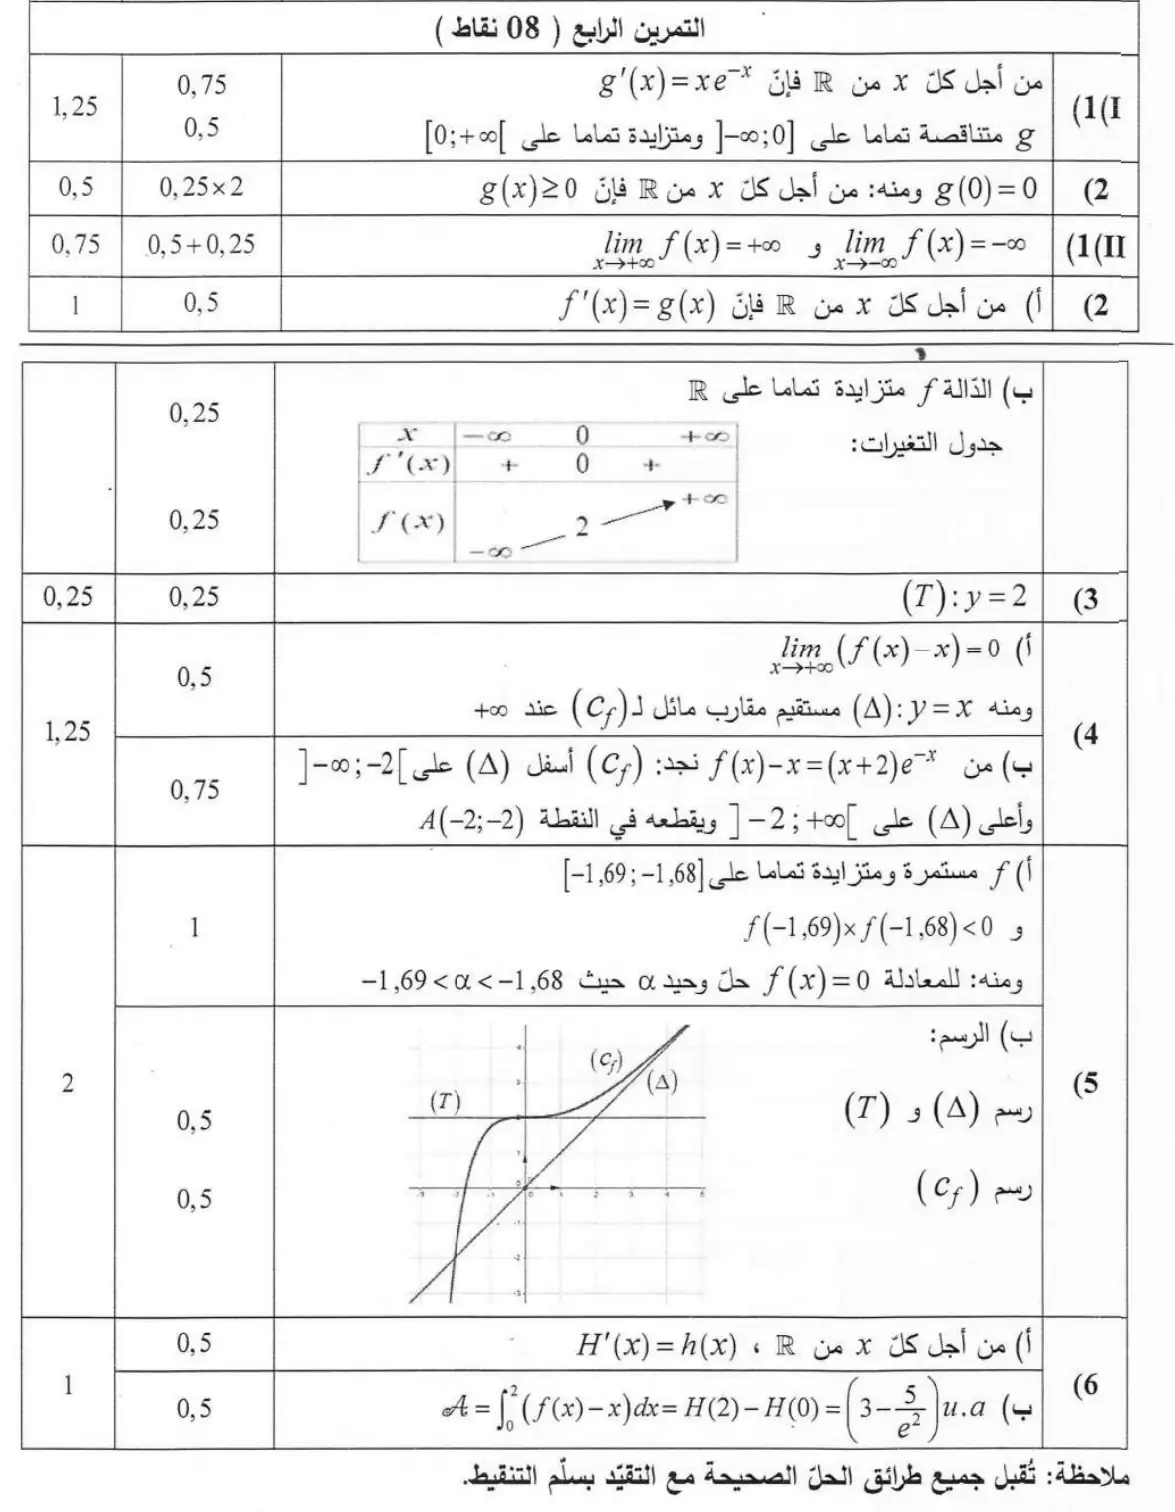 التمرين الرابع ( 08 نقاط )
I)1) من أجل كلّ x من ℝ فإنّ g'(x)=xe^{-x} 0,75 1,25
g متناقصة تماما على ]−∞;0] ومتزايدة تماما على [0;+∞[ 0,5
2) g(0)=0 ومنه: من أجل كلّ x من ℝ فإنّ g(x)≥0 0,25×2 0,5
II)1) lim_{x→−∞} f(x)=−∞ و lim_{x→+∞} f(x)=+∞ 0,5+0,25 0,75
2) أ) من أجل كلّ x من ℝ فإنّ f'(x)=g(x) 0,5 1
ب) الدّالة f متزايدة تماما على ℝ 0,25
جدول التغيرات:
x −∞ 0 +∞
f'(x) + 0 +
f(x) −∞ 2 +∞
0,25
3) (T):y=2 0,25 0,25
4) أ) lim_{x→+∞}(f(x)−x)=0 0,5 1,25
ومنه (Δ):y=x مستقيم مقارب مائل لـ(C_f) عند +∞
ب) من f(x)−x=(x+2)e^{-x} نجد: (C_f) أسفل (Δ) على ]−∞;−2[ 0,75
وأعلى (Δ) على ]−2;+∞[ ويقطعه في النقطة A(−2;−2)
5) أ) f مستمرة ومتزايدة تماما على [−1,69;−1,68] 1 2
و f(−1,69)×f(−1,68)<0
ومنه: للمعادلة f(x)=0 حلّ وحيد α حيث −1,69<α<−1,68
ب) الرسم:
رسم (Δ) و (T) 0,5
رسم (C_f) 0,5
(C_f)
(Δ)
(T)
6) أ) من أجل كلّ x من ℝ ، H'(x)=h(x) 0,5 1
ب) 𝒜=∫_0^2(f(x)−x)dx=H(2)−H(0)=(3−5/e^2)u.a 0,5
ملاحظة: تُقبل جميع طرائق الحلّ الصحيحة مع التقيّد بسلّم التنقيط.